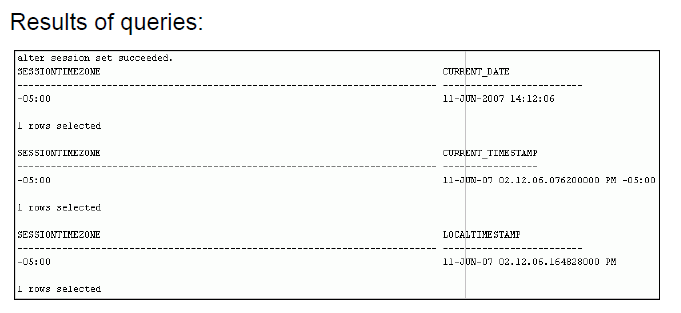 Results of queries:
alter session set succeeded.
SESSIONTIMEZONE CURRENT_DATE
-05:00 11-JUN-2007 14:12:06
1 rows selected
SESSIONTIMEZONE CURRENT_TIMESTAMP
-05:00 11-JUN-07 02.12.06.076200000 PM -05:00
1 rows selected
SESSIONTIMEZONE LOCALTIMESTAMP
-05:00 11-JUN-07 02.12.06.164828000 PM
1 rows selected